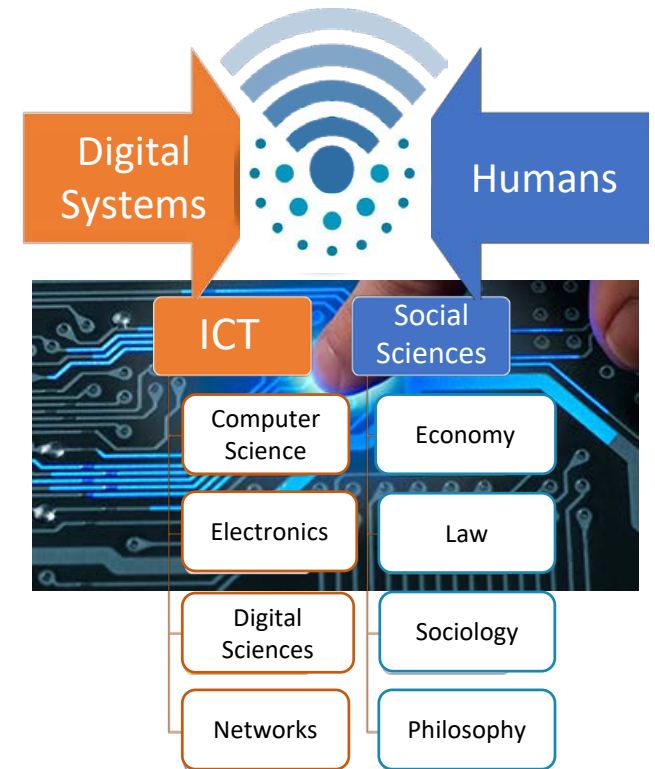 Digital
Systems
Humans
ICT
Social
Sciences
Computer
Science
Electronics
Digital
Sciences
Networks
Economy
Law
Sociology
Philosophy